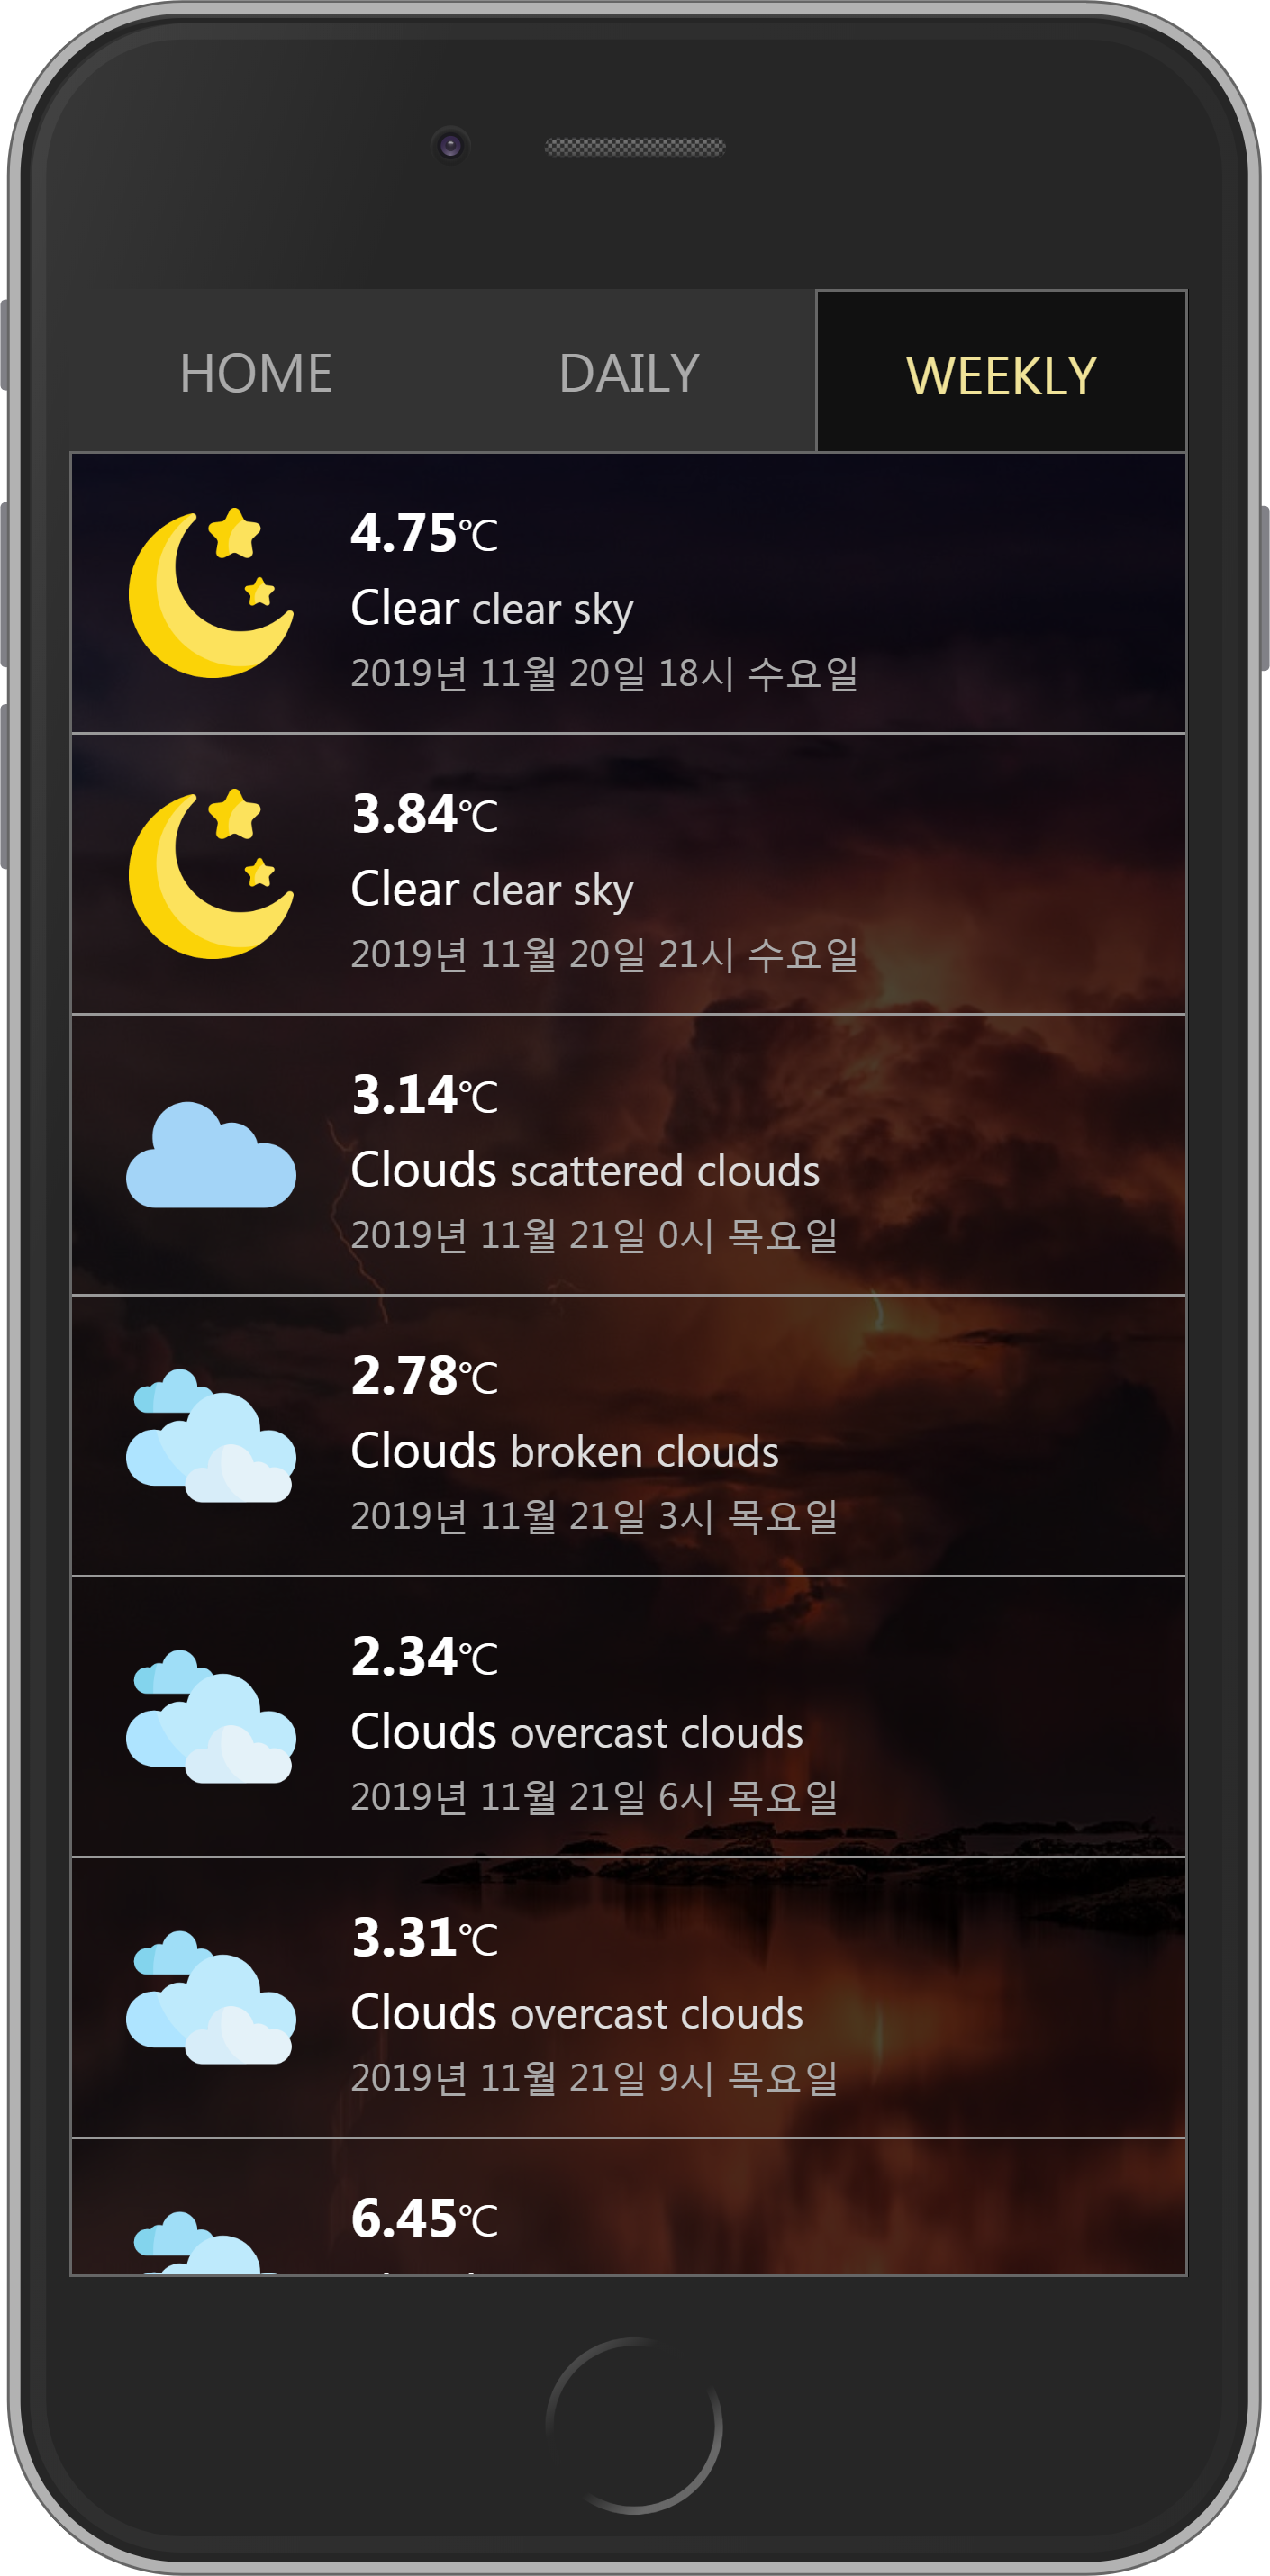 HOME DAILY WEEKLY
4.75℃
Clear clear sky
2019년 11월 20일 18시 수요일
3.84℃
Clear clear sky
2019년 11월 20일 21시 수요일
3.14℃
Clouds scattered clouds
2019년 11월 21일 0시 목요일
2.78℃
Clouds broken clouds
2019년 11월 21일 3시 목요일
2.34℃
Clouds overcast clouds
2019년 11월 21일 6시 목요일
3.31℃
Clouds overcast clouds
2019년 11월 21일 9시 목요일
6.45℃